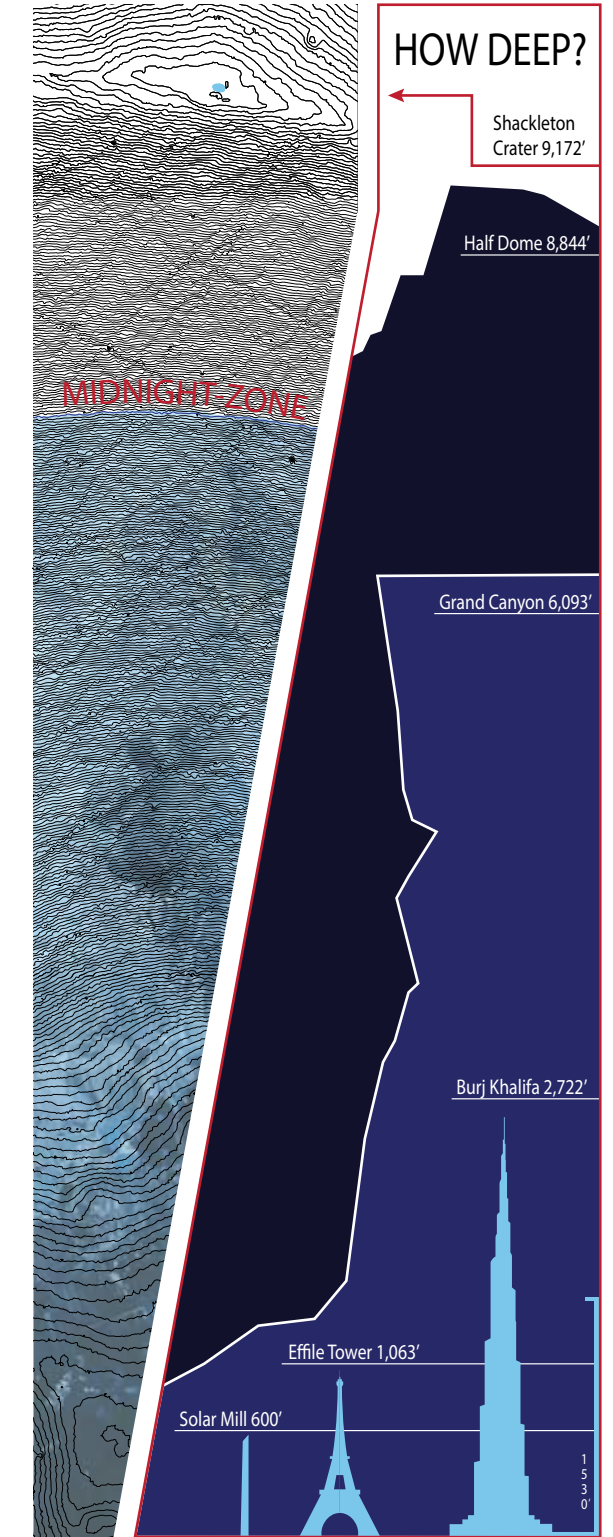 HOW DEEP?
Shackleton
Crater 9,172′
Half Dome 8,844′
MIDNIGHT-ZONE
Grand Canyon 6,093′
Burj Khalifa 2,722′
Effile Tower 1,063′
Solar Mill 600′
1
5
3
0′